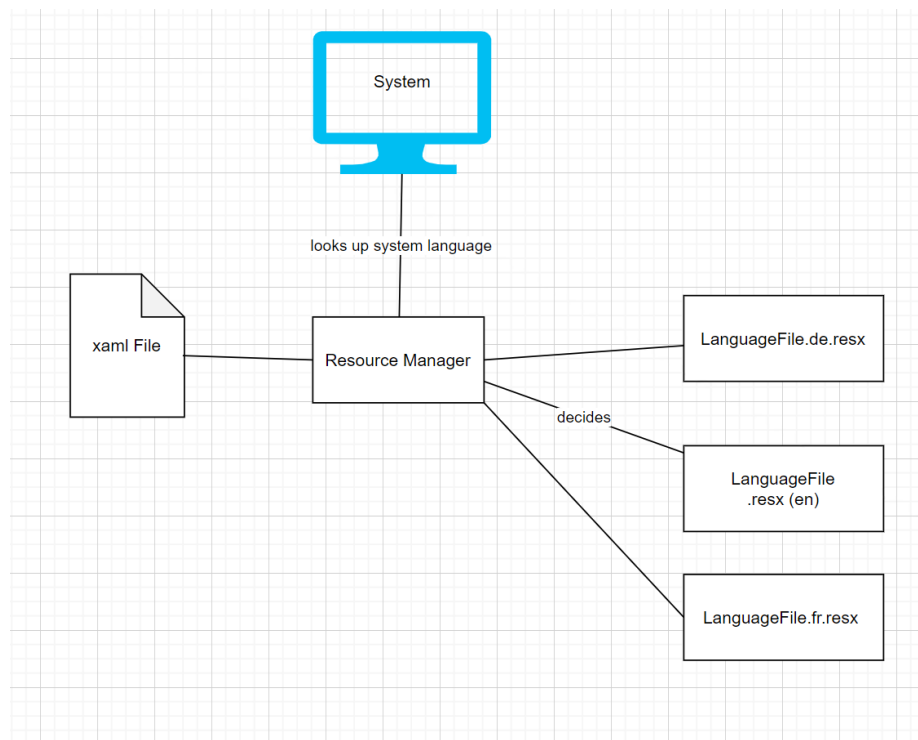 System
looks up system language
xaml File
Resource Manager
LanguageFile.de.resx
decides
LanguageFile
.resx (en)
LanguageFile.fr.resx